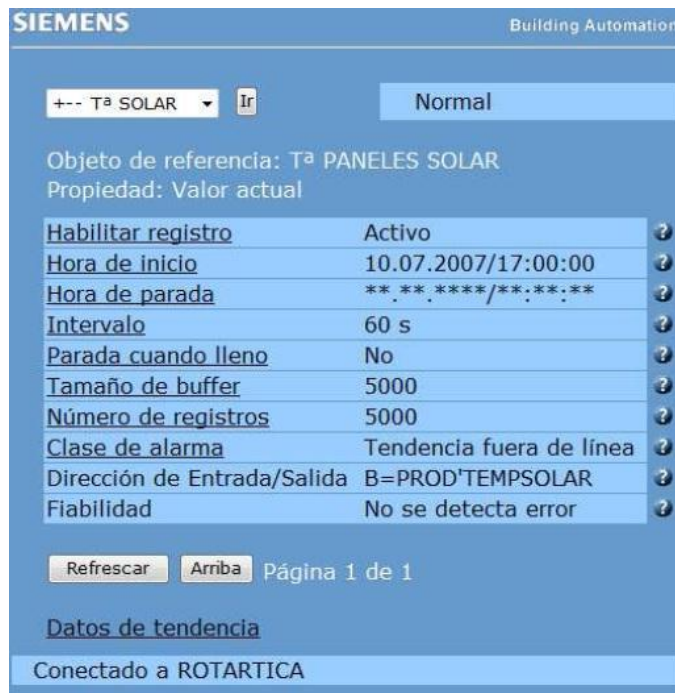 SIEMENS
Building Automation
+-- Tª SOLAR Ir Normal
Objeto de referencia: Tª PANELES SOLAR
Propiedad: Valor actual
Habilitar registro Activo
Hora de inicio 10.07.2007/17:00:00
Hora de parada **.**.****/**:**:**
Intervalo 60 s
Parada cuando lleno No
Tamaño de buffer 5000
Número de registros 5000
Clase de alarma Tendencia fuera de línea
Dirección de Entrada/Salida B=PROD'TEMPSOLAR
Fiabilidad No se detecta error
Refrescar Arriba Página 1 de 1
Datos de tendencia
Conectado a ROTARTICA